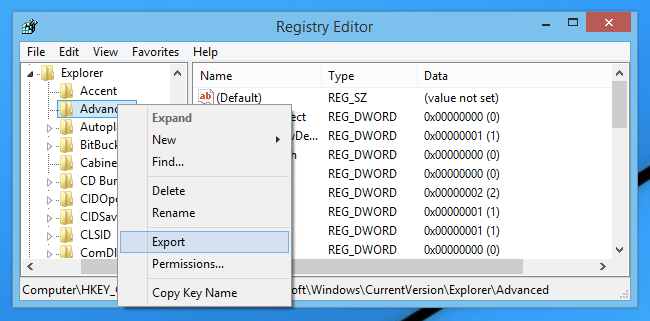 Registry Editor
File Edit View Favorites Help
Explorer
Accent
Advanc
Autopla
BitBuck
Cabine
CD Bur
CIDOpe
CIDSav
CLSID
ComDl
Expand
New
Find...
Delete
Rename
Export
Permissions...
Copy Key Name
Name Type Data
ab (Default) REG_SZ (value not set)
ect REG_DWORD 0x00000000 (0)
wDe... REG_DWORD 0x00000001 (1)
n REG_DWORD 0x00000000 (0)
REG_DWORD 0x00000000 (0)
REG_DWORD 0x00000002 (2)
REG_DWORD 0x00000001 (1)
REG_DWORD 0x00000001 (1)
REG_DWORD 0x00000000 (0)
Computer\HKEY_C oft\Windows\CurrentVersion\Explorer\Advanced